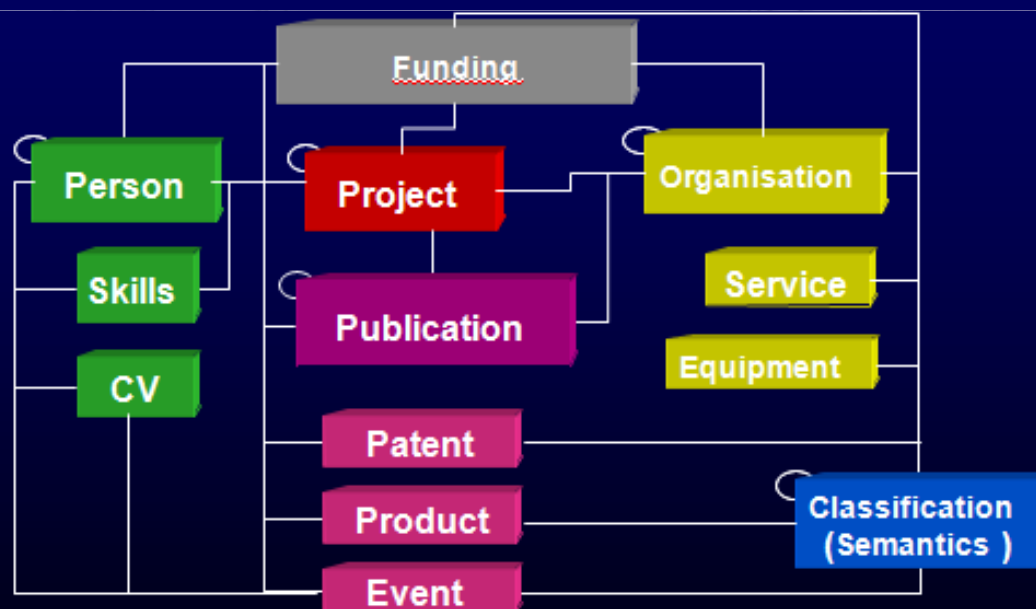 Funding
Person
Project
Organisation
Skills
Service
Publication
Equipment
CV
Patent
Product
Classification
(Semantics )
Event